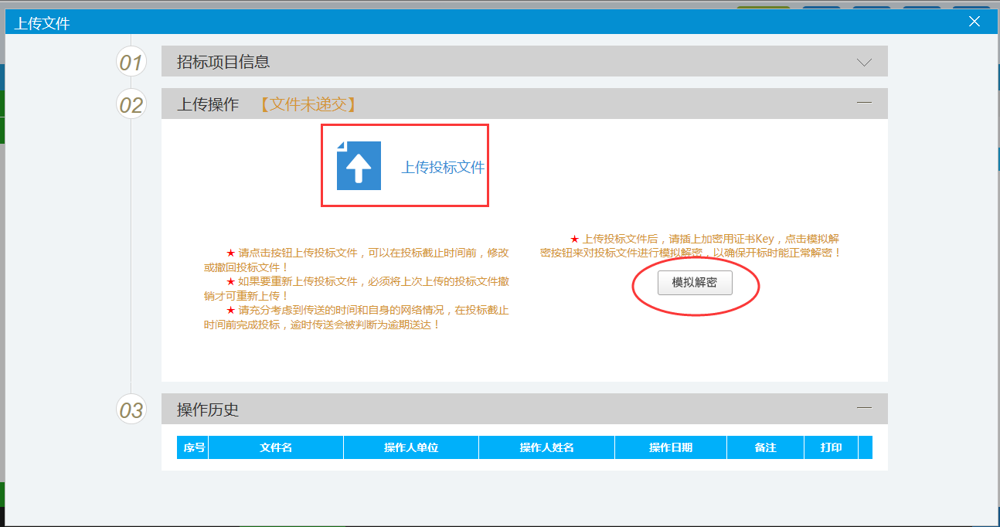 上传文件
01 招标项目信息
02 上传操作 【文件未递交】
上传投标文件
★ 请点击按钮上传投标文件，可以在投标截止时间前，修改
或撤回投标文件！
★ 如果要重新上传投标文件，必须将上次上传的投标文件撤
销才可重新上传！
★ 请充分考虑到传送的时间和自身的网络情况，在投标截止
时间前完成投标，逾时传送会被判断为逾期送达！
★ 上传投标文件后，请插上加密用证书Key，点击模拟解
密按钮来对投标文件进行模拟解密，以确保开标时能正常解密！
模拟解密
03 操作历史
序号 文件名 操作人单位 操作人姓名 操作日期 备注 打印